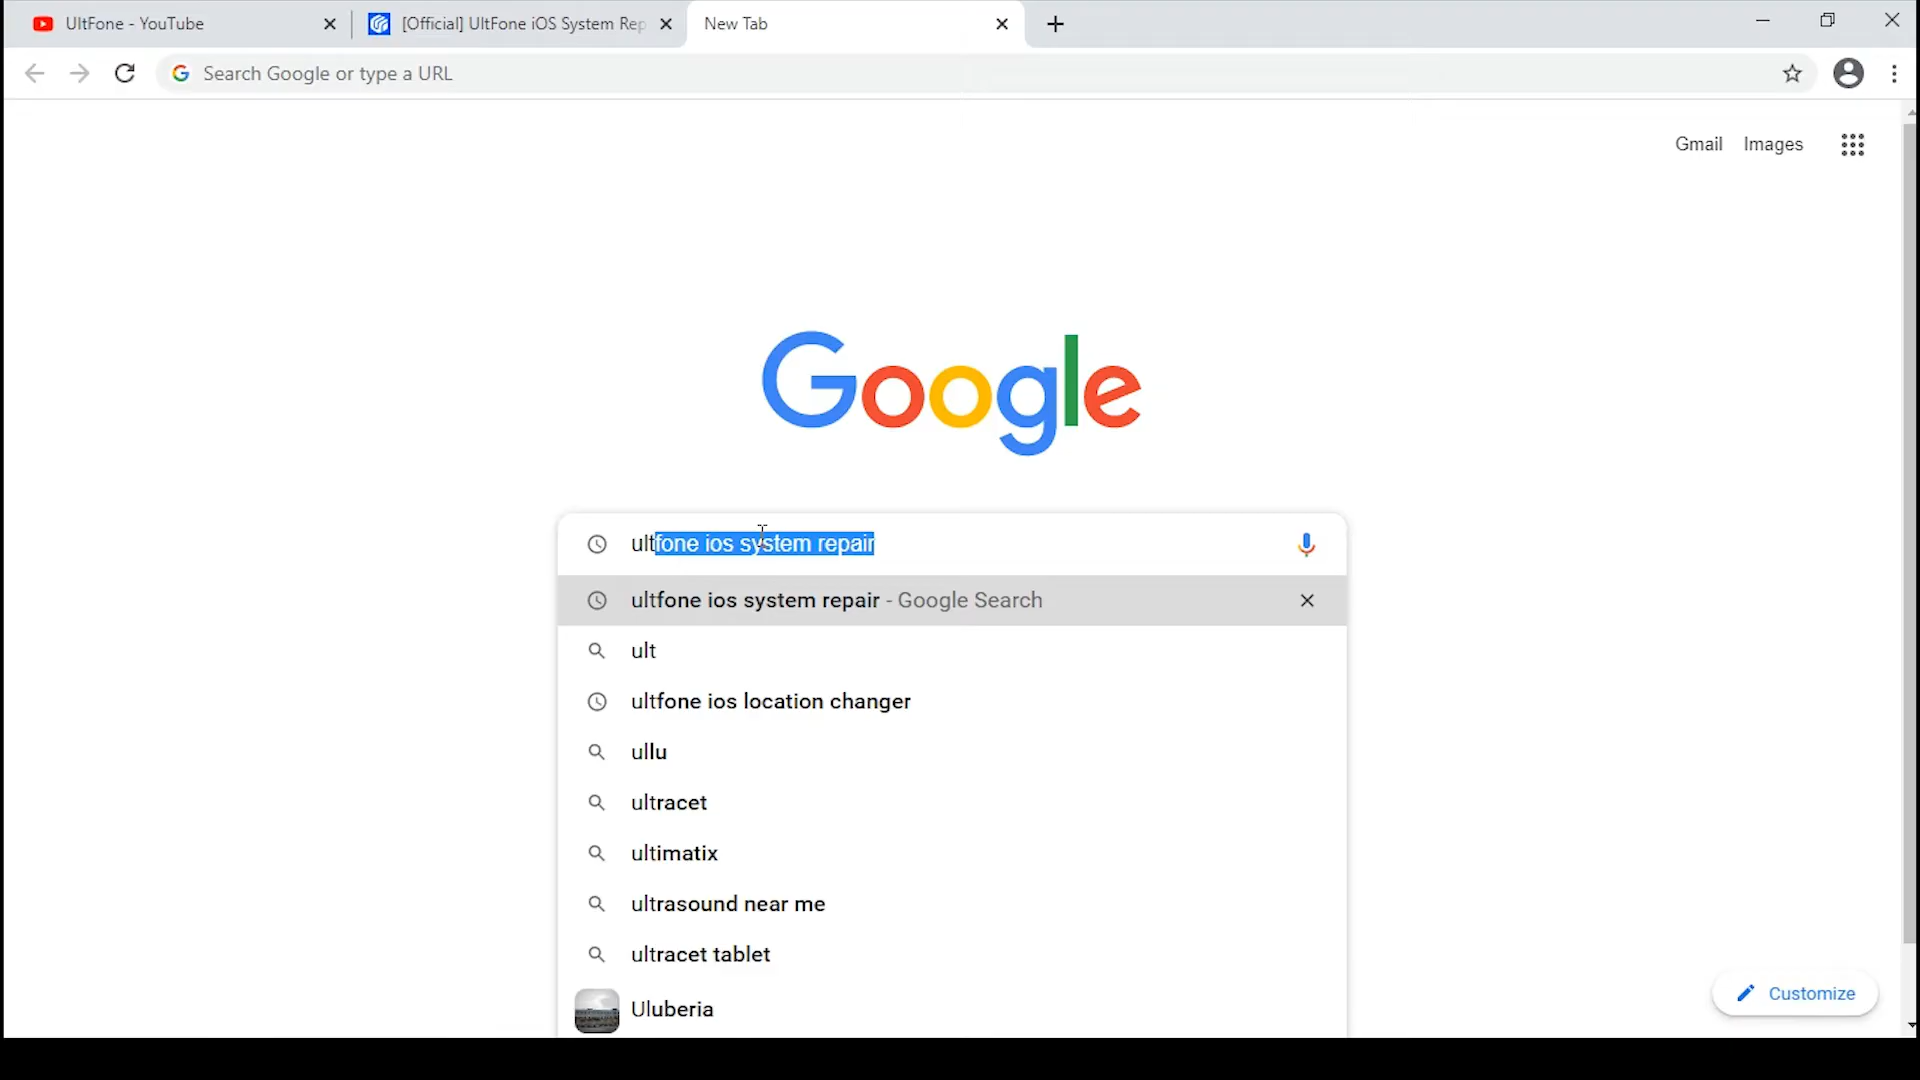 UltFone - YouTube
[Official] UltFone iOS System Rep
New Tab
Search Google or type a URL
Gmail Images
Google
ultfone ios system repair
ultfone ios system repair - Google Search
ult
ultfone ios location changer
ullu
ultracet
ultimatix
ultrasound near me
ultracet tablet
Uluberia
Customize